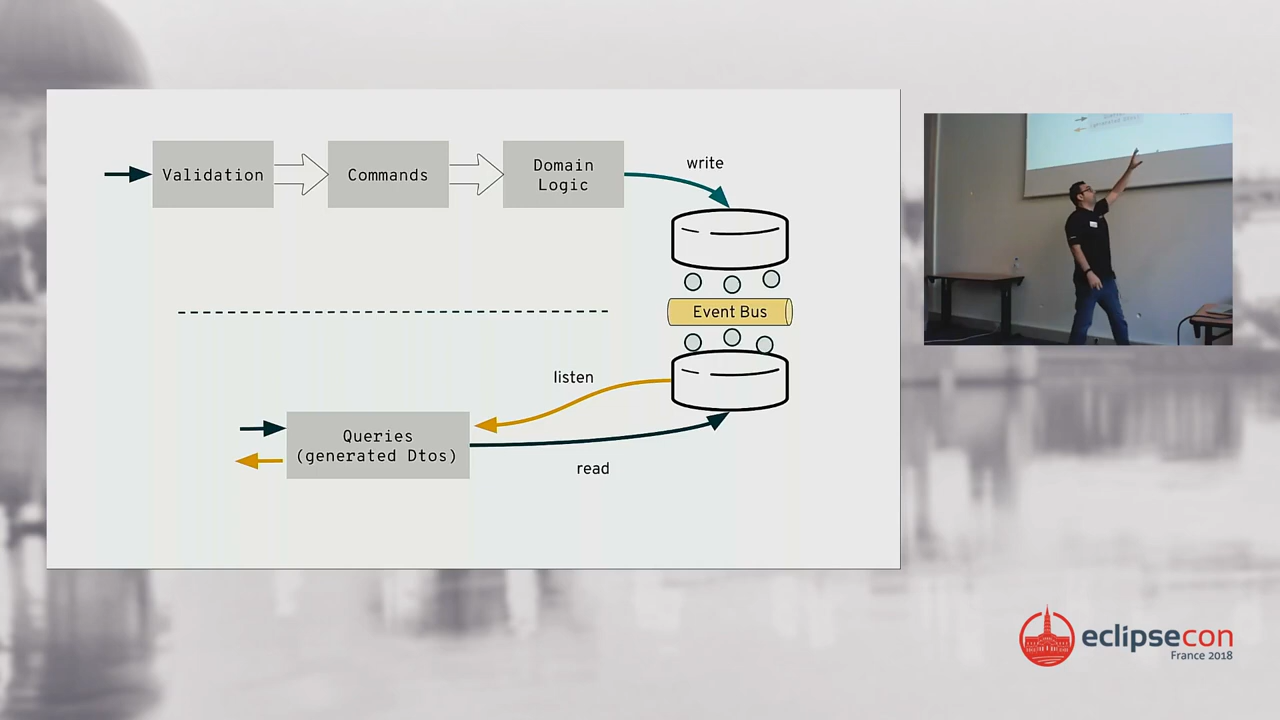 Validation
Commands
Domain
Logic
write
Event Bus
listen
Queries
(generated Dtos)
read
eclipsecon
France 2018